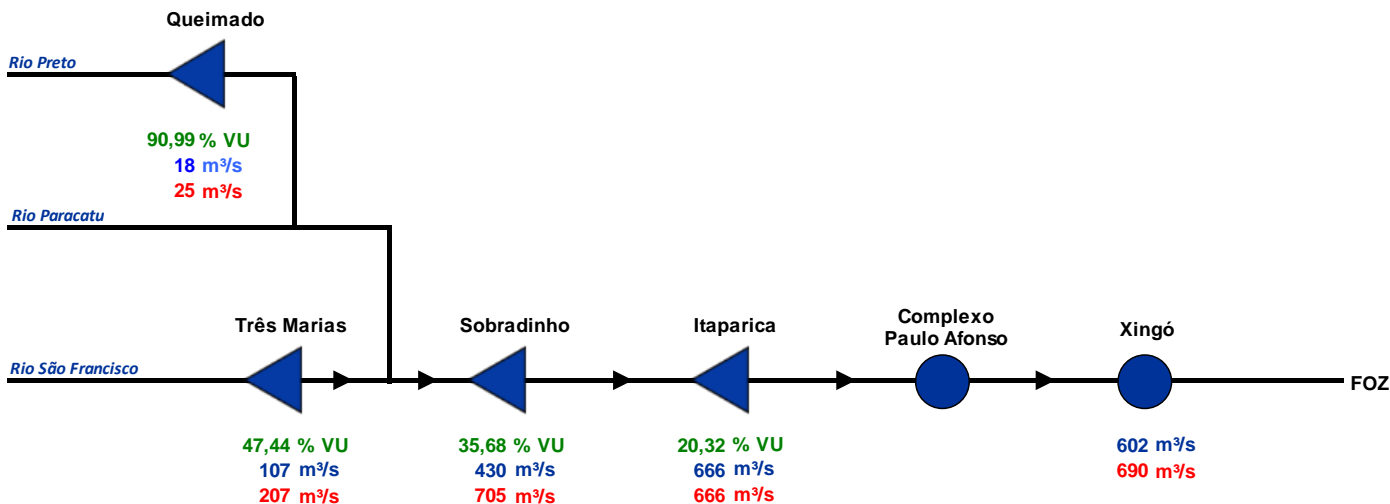 Queimado
Rio Preto
90,99 % VU
18 m³/s
25 m³/s
Rio Paracatu
Três Marias
Sobradinho
Itaparica
Complexo
Paulo Afonso
Xingó
Rio São Francisco
FOZ
47,44 % VU
107 m³/s
207 m³/s
35,68 % VU
430 m³/s
705 m³/s
20,32 % VU
666 m³/s
666 m³/s
602 m³/s
690 m³/s